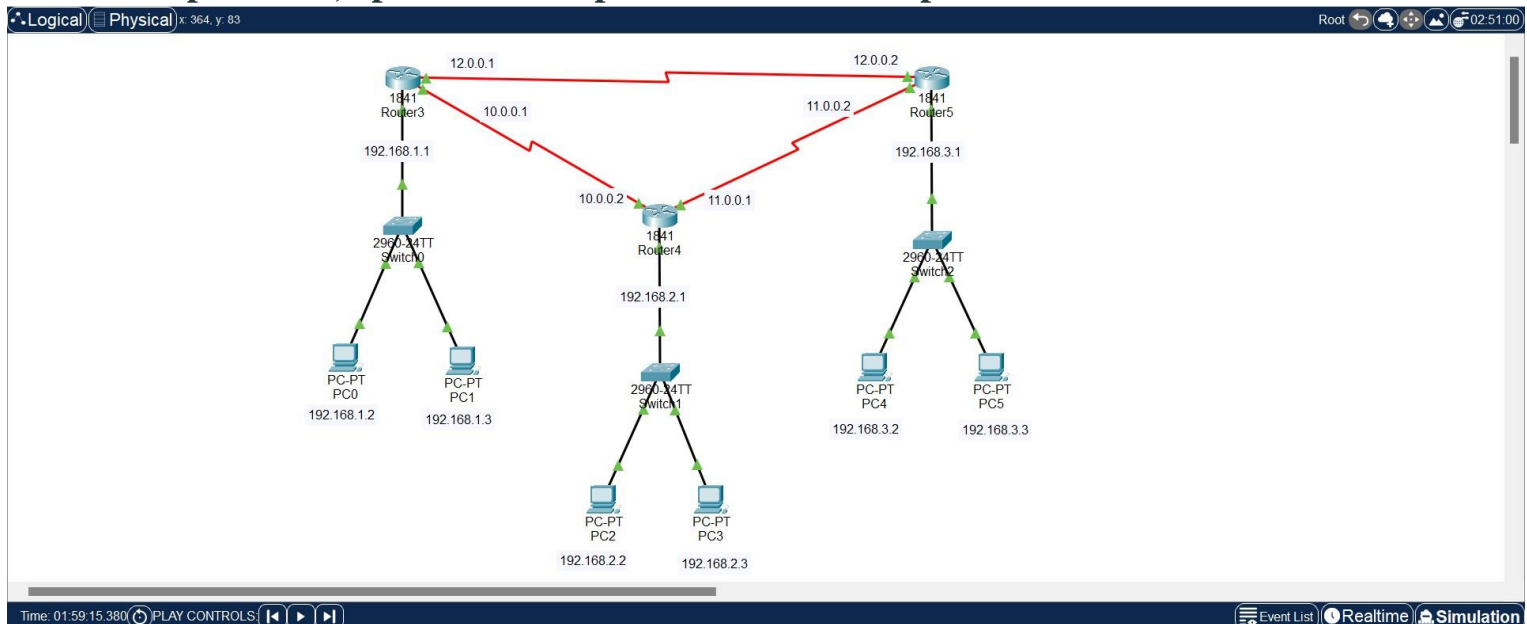 Logical Physical x: 364, y: 83 Root 02:51:00
12.0.0.1
12.0.0.2
1841
Router3
1841
Router5
10.0.0.1
11.0.0.2
192.168.1.1
192.168.3.1
10.0.0.2
11.0.0.1
1841
Router4
2960-24TT
Switch0
2960-24TT
Switch2
192.168.2.1
PC-PT
PC0
192.168.1.2
PC-PT
PC1
192.168.1.3
2960-24TT
Switch1
PC-PT
PC4
192.168.3.2
PC-PT
PC5
192.168.3.3
PC-PT
PC2
192.168.2.2
PC-PT
PC3
192.168.2.3
Time: 01:59:15.380 PLAY CONTROLS: Event List Realtime Simulation